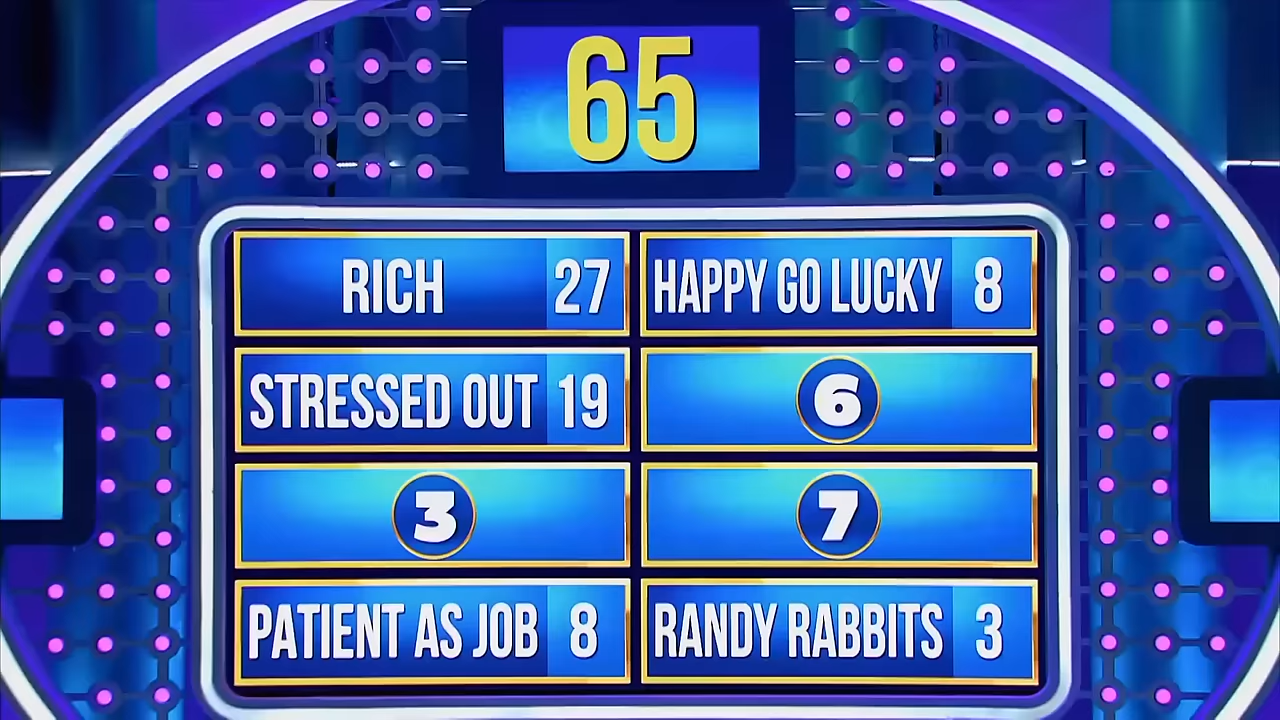 65
RICH 27
HAPPY GO LUCKY 8
STRESSED OUT 19
6
3
7
PATIENT AS JOB 8
RANDY RABBITS 3